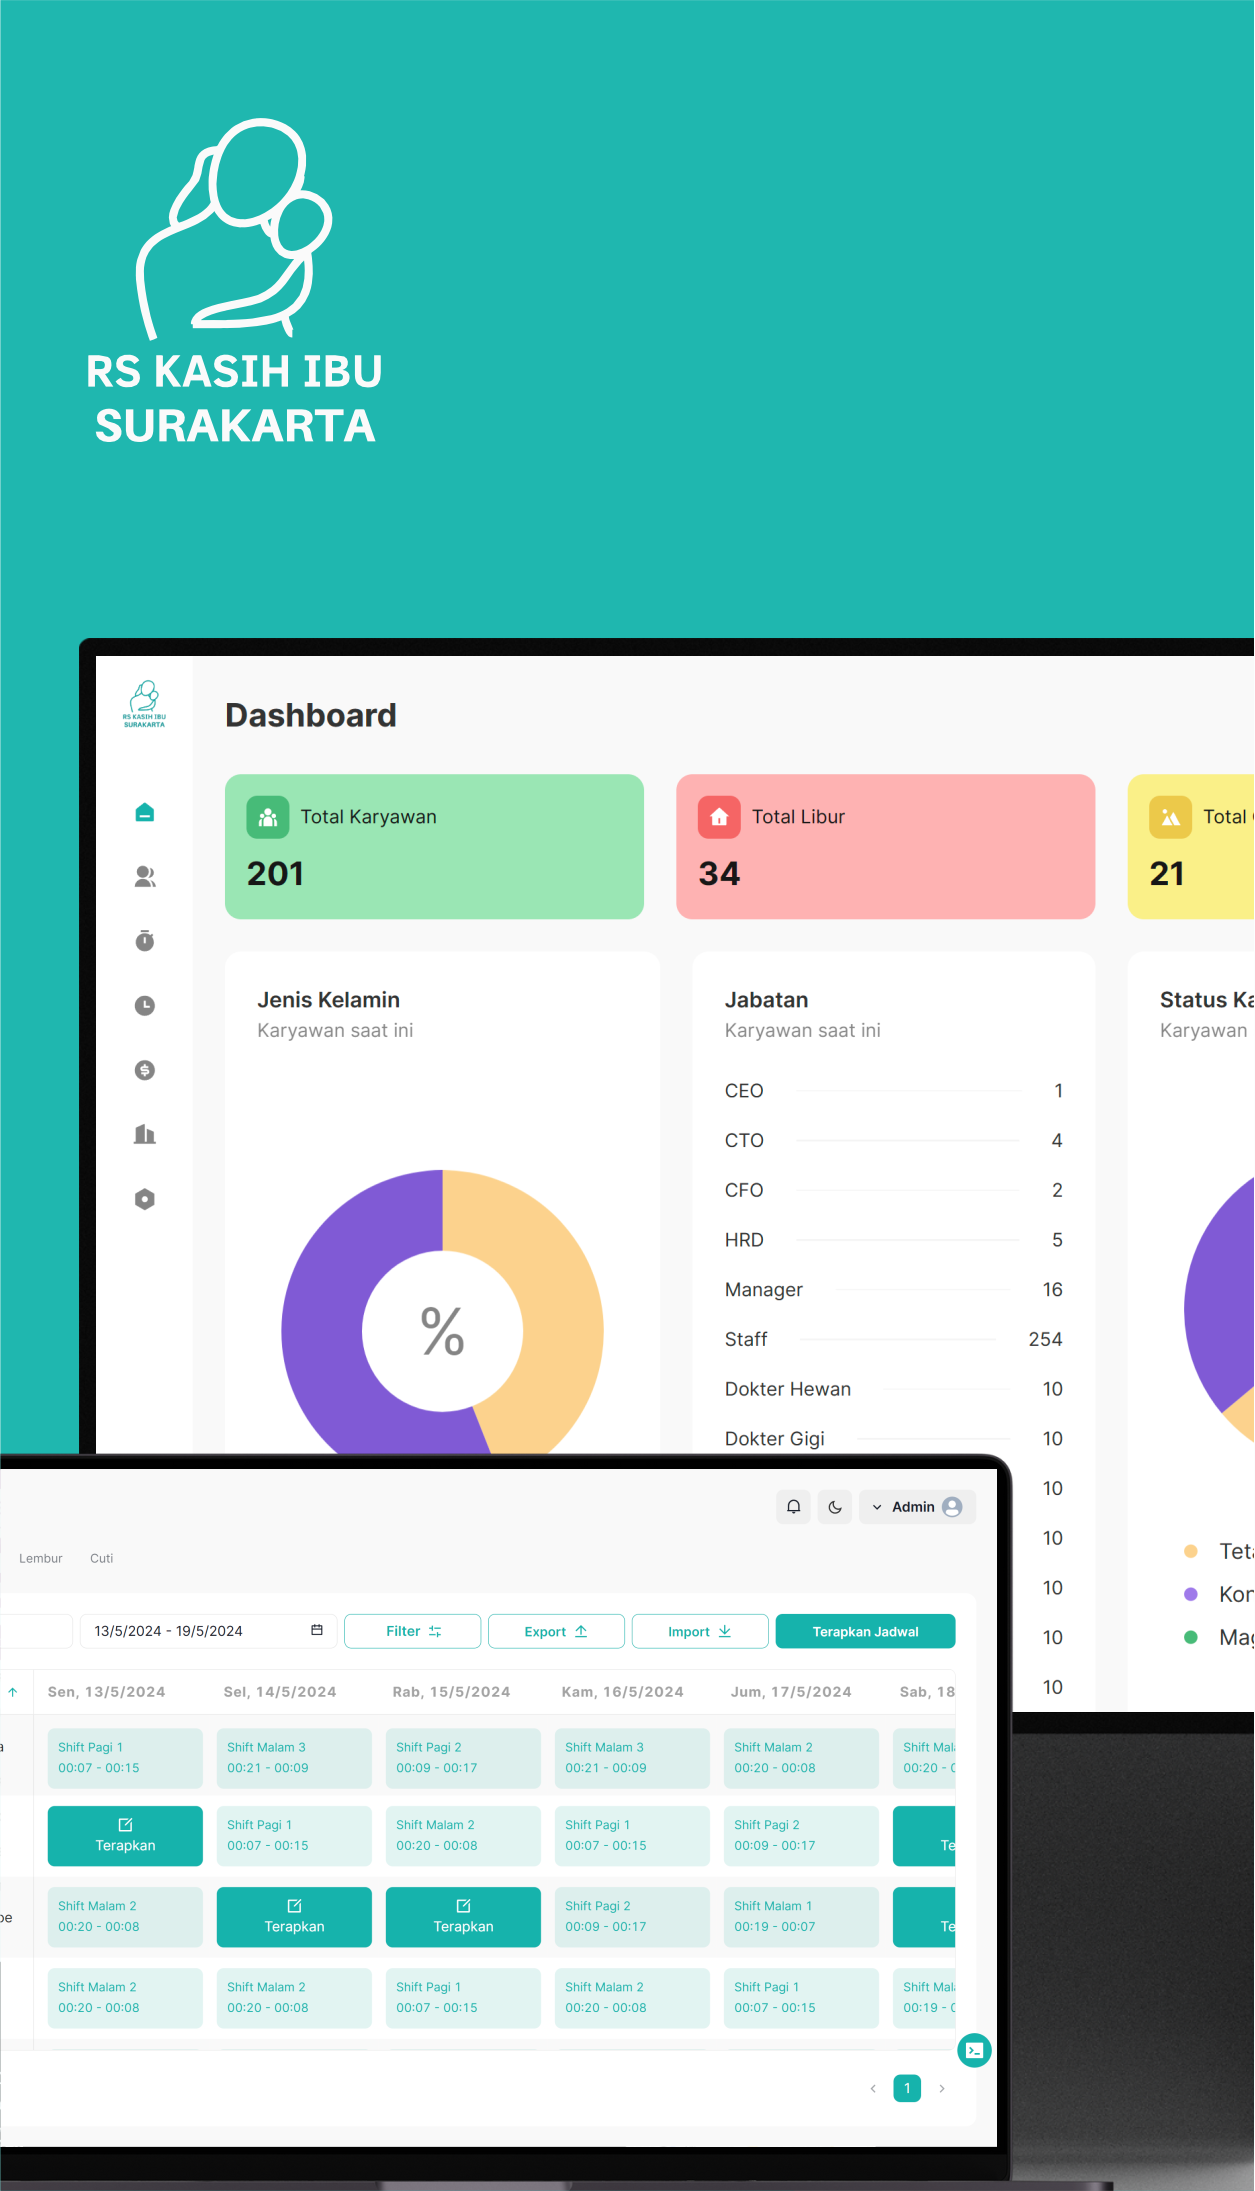 RS KASIH IBU
SURAKARTA
RS KASIH IBU
SURAKARTA
Dashboard
Total Karyawan
201
Total Libur
34
Total
21
Jenis Kelamin
Karyawan saat ini
%
Jabatan
Karyawan saat ini
CEO 1
CTO 4
CFO 2
HRD 5
Manager 16
Staff 254
Dokter Hewan 10
Dokter Gigi 10
10
10
10
10
10
Status Ka
Karyawan
Teta
Kon
Mag
Admin
Lembur Cuti
13/5/2024 - 19/5/2024 Filter Export Import Terapkan Jadwal
Sen, 13/5/2024 Sel, 14/5/2024 Rab, 15/5/2024 Kam, 16/5/2024 Jum, 17/5/2024 Sab, 18
a Shift Pagi 1 Shift Malam 3 Shift Pagi 2 Shift Malam 3 Shift Malam 2 Shift Mal
00:07 - 00:15 00:21 - 00:09 00:09 - 00:17 00:21 - 00:09 00:20 - 00:08 00:20 - 0
Shift Pagi 1 Shift Malam 2 Shift Pagi 1 Shift Pagi 2
Terapkan 00:07 - 00:15 00:20 - 00:08 00:07 - 00:15 00:09 - 00:17 Te
Shift Malam 2 Shift Pagi 2 Shift Malam 1
pe 00:20 - 00:08 Terapkan Terapkan 00:09 - 00:17 00:19 - 00:07 Te
Shift Malam 2 Shift Malam 2 Shift Pagi 1 Shift Malam 2 Shift Pagi 1 Shift Mal
00:20 - 00:08 00:20 - 00:08 00:07 - 00:15 00:20 - 00:08 00:07 - 00:15 00:19 - 0
1